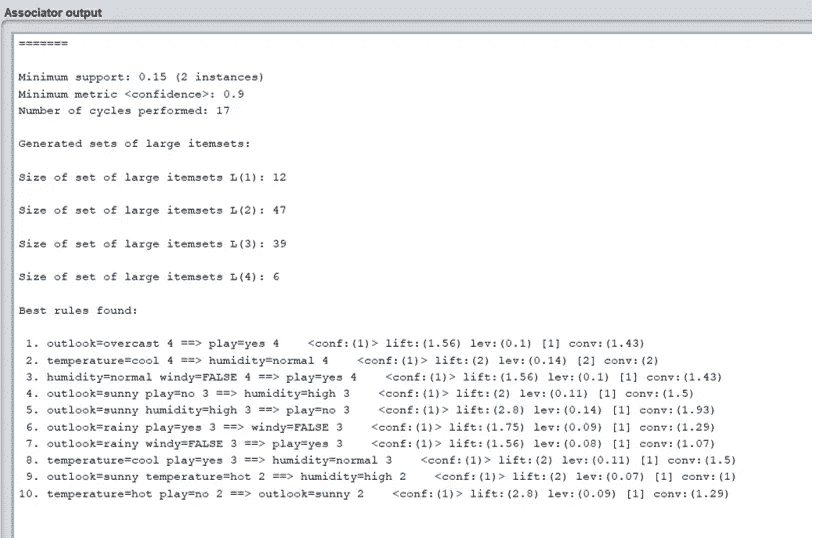 Associator output
=======
Minimum support: 0.15 (2 instances)
Minimum metric <confidence>: 0.9
Number of cycles performed: 17
Generated sets of large itemsets:
Size of set of large itemsets L(1): 12
Size of set of large itemsets L(2): 47
Size of set of large itemsets L(3): 39
Size of set of large itemsets L(4): 6
Best rules found:
1. outlook=overcast 4 ==> play=yes 4 <conf:(1)> lift:(1.56) lev:(0.1) [1] conv:(1.43)
2. temperature=cool 4 ==> humidity=normal 4 <conf:(1)> lift:(2) lev:(0.14) [2] conv:(2)
3. humidity=normal windy=FALSE 4 ==> play=yes 4 <conf:(1)> lift:(1.56) lev:(0.1) [1] conv:(1.43)
4. outlook=sunny play=no 3 ==> humidity=high 3 <conf:(1)> lift:(2) lev:(0.11) [1] conv:(1.5)
5. outlook=sunny humidity=high 3 ==> play=no 3 <conf:(1)> lift:(2.8) lev:(0.14) [1] conv:(1.93)
6. outlook=rainy play=yes 3 ==> windy=FALSE 3 <conf:(1)> lift:(1.75) lev:(0.09) [1] conv:(1.29)
7. outlook=rainy windy=FALSE 3 ==> play=yes 3 <conf:(1)> lift:(1.56) lev:(0.08) [1] conv:(1.07)
8. temperature=cool play=yes 3 ==> humidity=normal 3 <conf:(1)> lift:(2) lev:(0.11) [1] conv:(1.5)
9. outlook=sunny temperature=hot 2 ==> humidity=high 2 <conf:(1)> lift:(2) lev:(0.07) [1] conv:(1)
10. temperature=hot play=no 2 ==> outlook=sunny 2 <conf:(1)> lift:(2.8) lev:(0.09) [1] conv:(1.29)